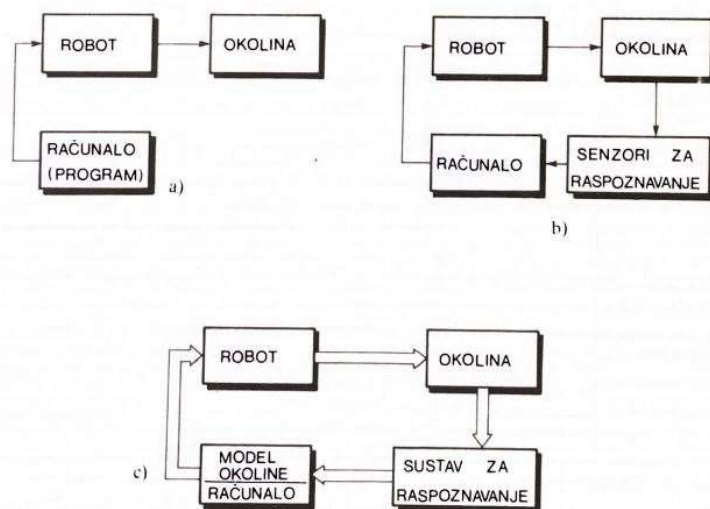 ROBOT
OKOLINA
RAČUNALO
(PROGRAM)
a)
ROBOT
OKOLINA
RAČUNALO
SENZORI ZA
RASPOZNAVANJE
b)
ROBOT
OKOLINA
c)
MODEL
OKOLINE
RAČUNALO
SUSTAV ZA
RASPOZNAVANJE